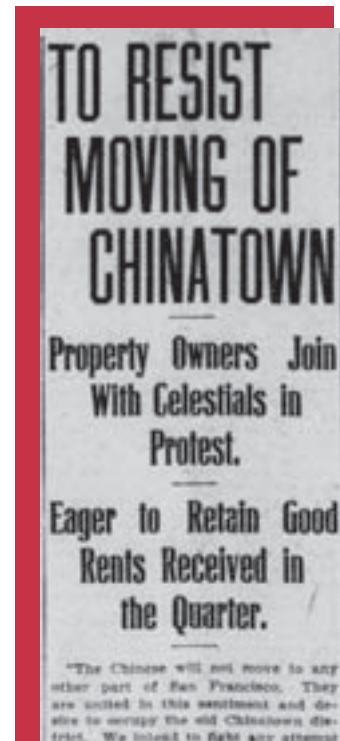 TO RESIST
MOVING OF
CHINATOWN
Property Owners Join
With Celestials in
Protest.
Eager to Retain Good
Rents Received in
the Quarter.
"The Chinese will not move to any
other part of San Francisco. They
are united in this sentiment and de-
sire to occupy the old Chinatown dis-
trict. We intend to fight any attempt